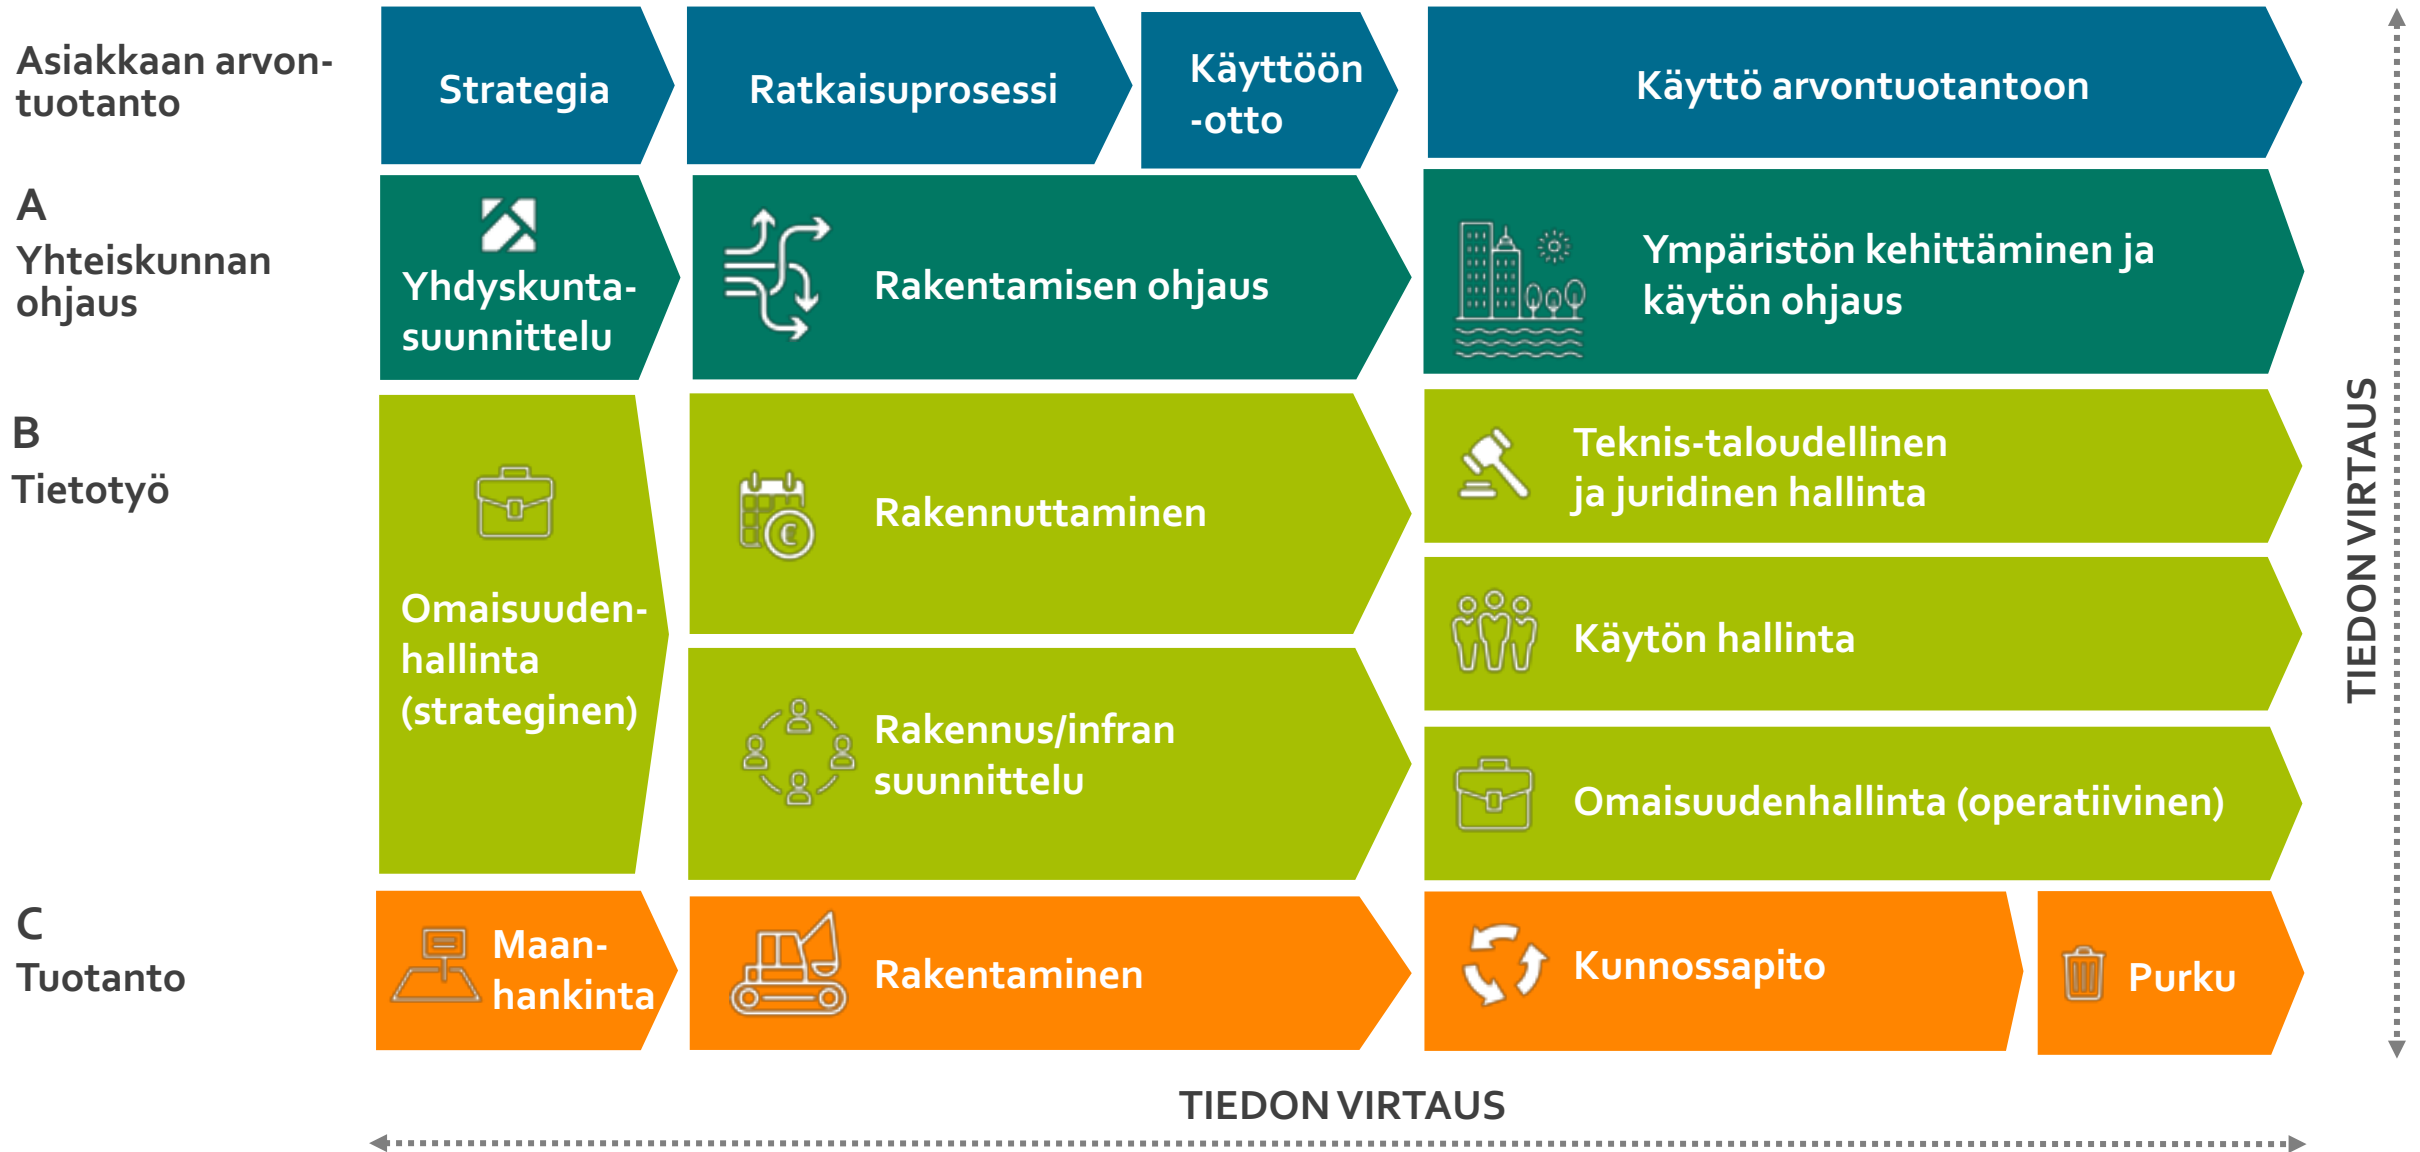 Asiakkaan arvon-
tuotanto
Strategia
Ratkaisuprosessi
Käyttöön
-otto
Käyttö arvontuotantoon
A
Yhteiskunnan
ohjaus
Yhdyskunta-
suunnittelu
Rakentamisen ohjaus
Ympäristön kehittäminen ja
käytön ohjaus
B
Tietotyö
Omaisuuden-
hallinta
(strateginen)
Rakennuttaminen
Rakennus/infran
suunnittelu
Teknis-taloudellinen
ja juridinen hallinta
Käytön hallinta
Omaisuudenhallinta (operatiivinen)
C
Tuotanto
Maan-
hankinta
Rakentaminen
Kunnossapito
Purku
TIEDON VIRTAUS
TIEDON VIRTAUS